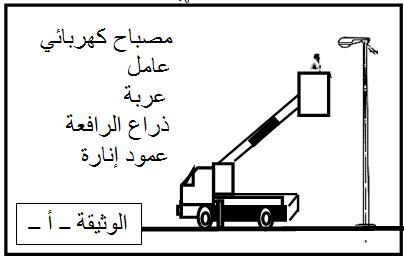 مصباح كهربائي
عامل
عربة
ذراع الرافعة
عمود إنارة
الوثيقة – أ –